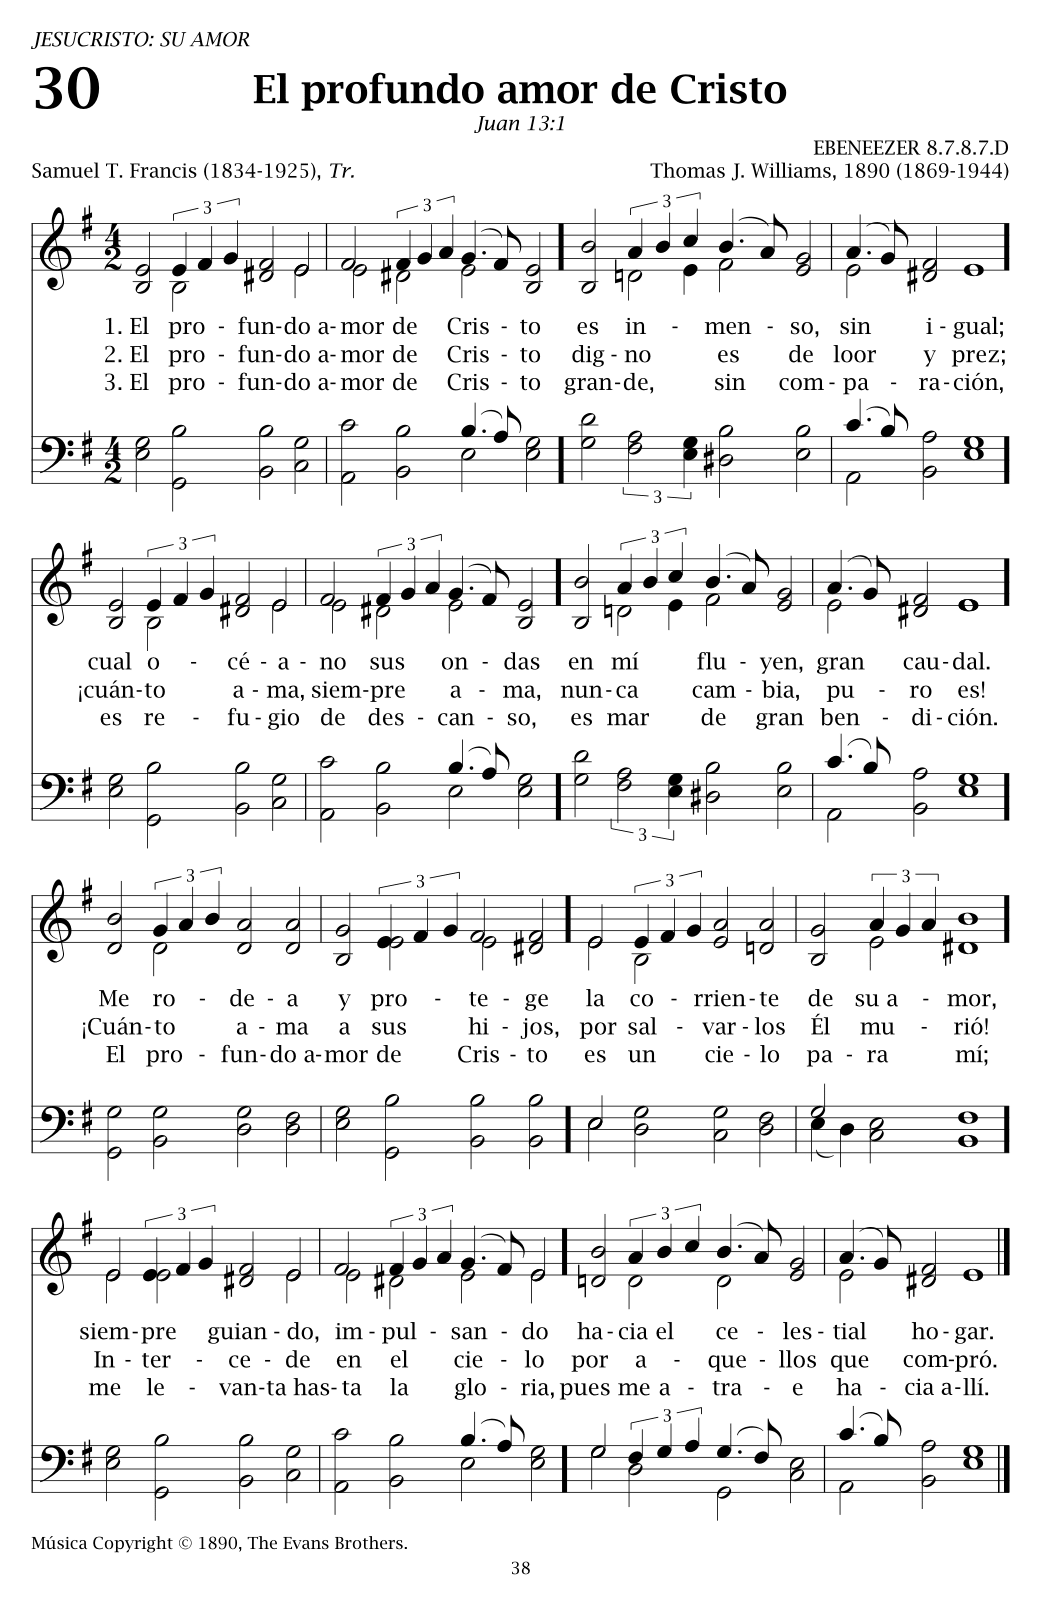 JESUCRISTO: SU AMOR
30
El profundo amor de Cristo
Juan 13:1
EBENEEZER 8.7.8.7.D
Samuel T. Francis (1834-1925), Tr.
Thomas J. Williams, 1890 (1869-1944)
3 3 3
1. El pro - fun-do a-mor de Cris - to es in - men - so, sin i - gual;
2. El pro - fun-do a-mor de Cris - to dig - no es de loor y prez;
3. El pro - fun-do a-mor de Cris - to gran-de, sin com - pa - ra-ción,
3
3 3 3
cual o - cé - a - no sus on - das en mí flu - yen, gran cau-dal.
¡cuán-to a - ma, siem-pre a - ma, nun-ca cam - bia, pu - ro es!
es re - fu-gio de des - can - so, es mar de gran ben - di-ción.
3
3 3 3 3
Me ro - de - a y pro - te - ge la co - rrien-te de su a - mor,
¡Cuán-to a - ma a sus hi - jos, por sal - var-los Él mu - rió!
El pro - fun-do a-mor de Cris - to es un cie - lo pa - ra mí;
3 3 3
siem-pre guian - do, im - pul - san - do ha-cia el ce - les - tial ho - gar.
In - ter - ce - de en el cie - lo por a - que - llos que com-pró.
me le - van-ta has-ta la glo - ria, pues me a - tra - e ha - cia a-llí.
3
Música Copyright © 1890, The Evans Brothers.
38